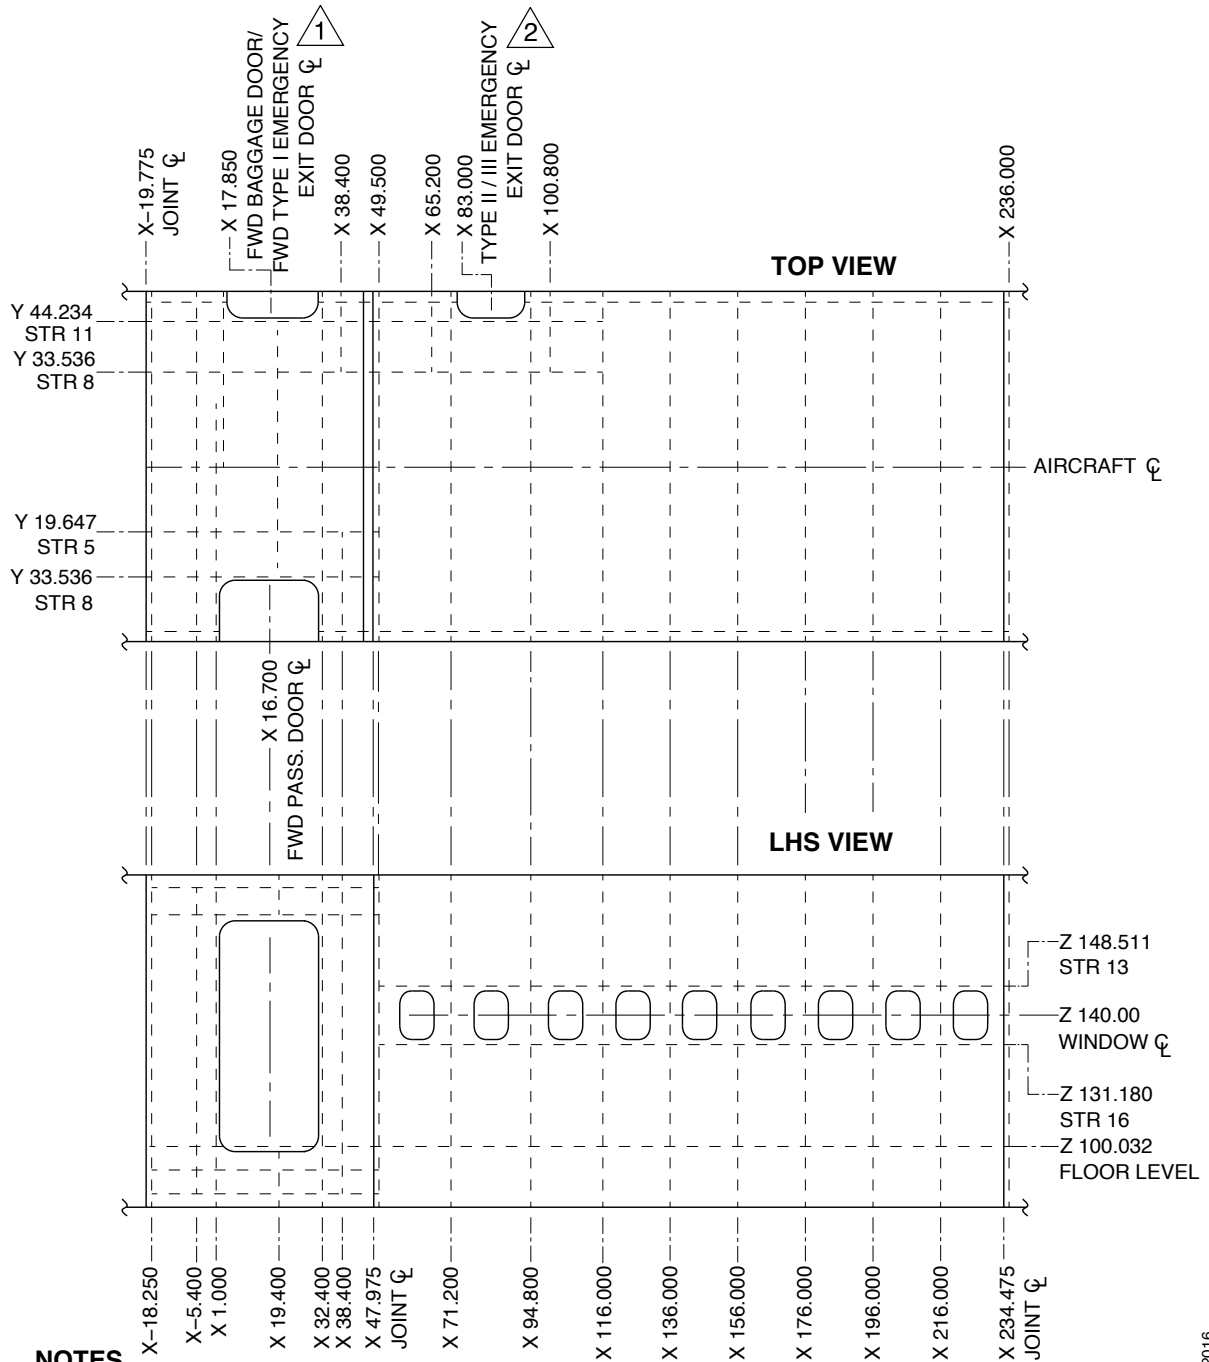 1
2
X−19.775
JOINT ℄
X 17.850
FWD BAGGAGE DOOR/
FWD TYPE I EMERGENCY
EXIT DOOR ℄
X 38.400
X 49.500
X 65.200
X 83.000
TYPE II / III EMERGENCY
EXIT DOOR ℄
X 100.800
X 236.000
TOP VIEW
Y 44.234
STR 11
Y 33.536
STR 8
AIRCRAFT ℄
Y 19.647
STR 5
Y 33.536
STR 8
X 16.700
FWD PASS. DOOR ℄
LHS VIEW
Z 148.511
STR 13
Z 140.00
WINDOW ℄
Z 131.180
STR 16
Z 100.032
FLOOR LEVEL
X−18.250
X−5.400
X 1.000
X 19.400
X 32.400
X 38.400
X 47.975
JOINT ℄
X 71.200
X 94.800
X 116.000
X 136.000
X 156.000
X 176.000
X 196.000
X 216.000
X 234.475
JOINT ℄
NOTES
2016